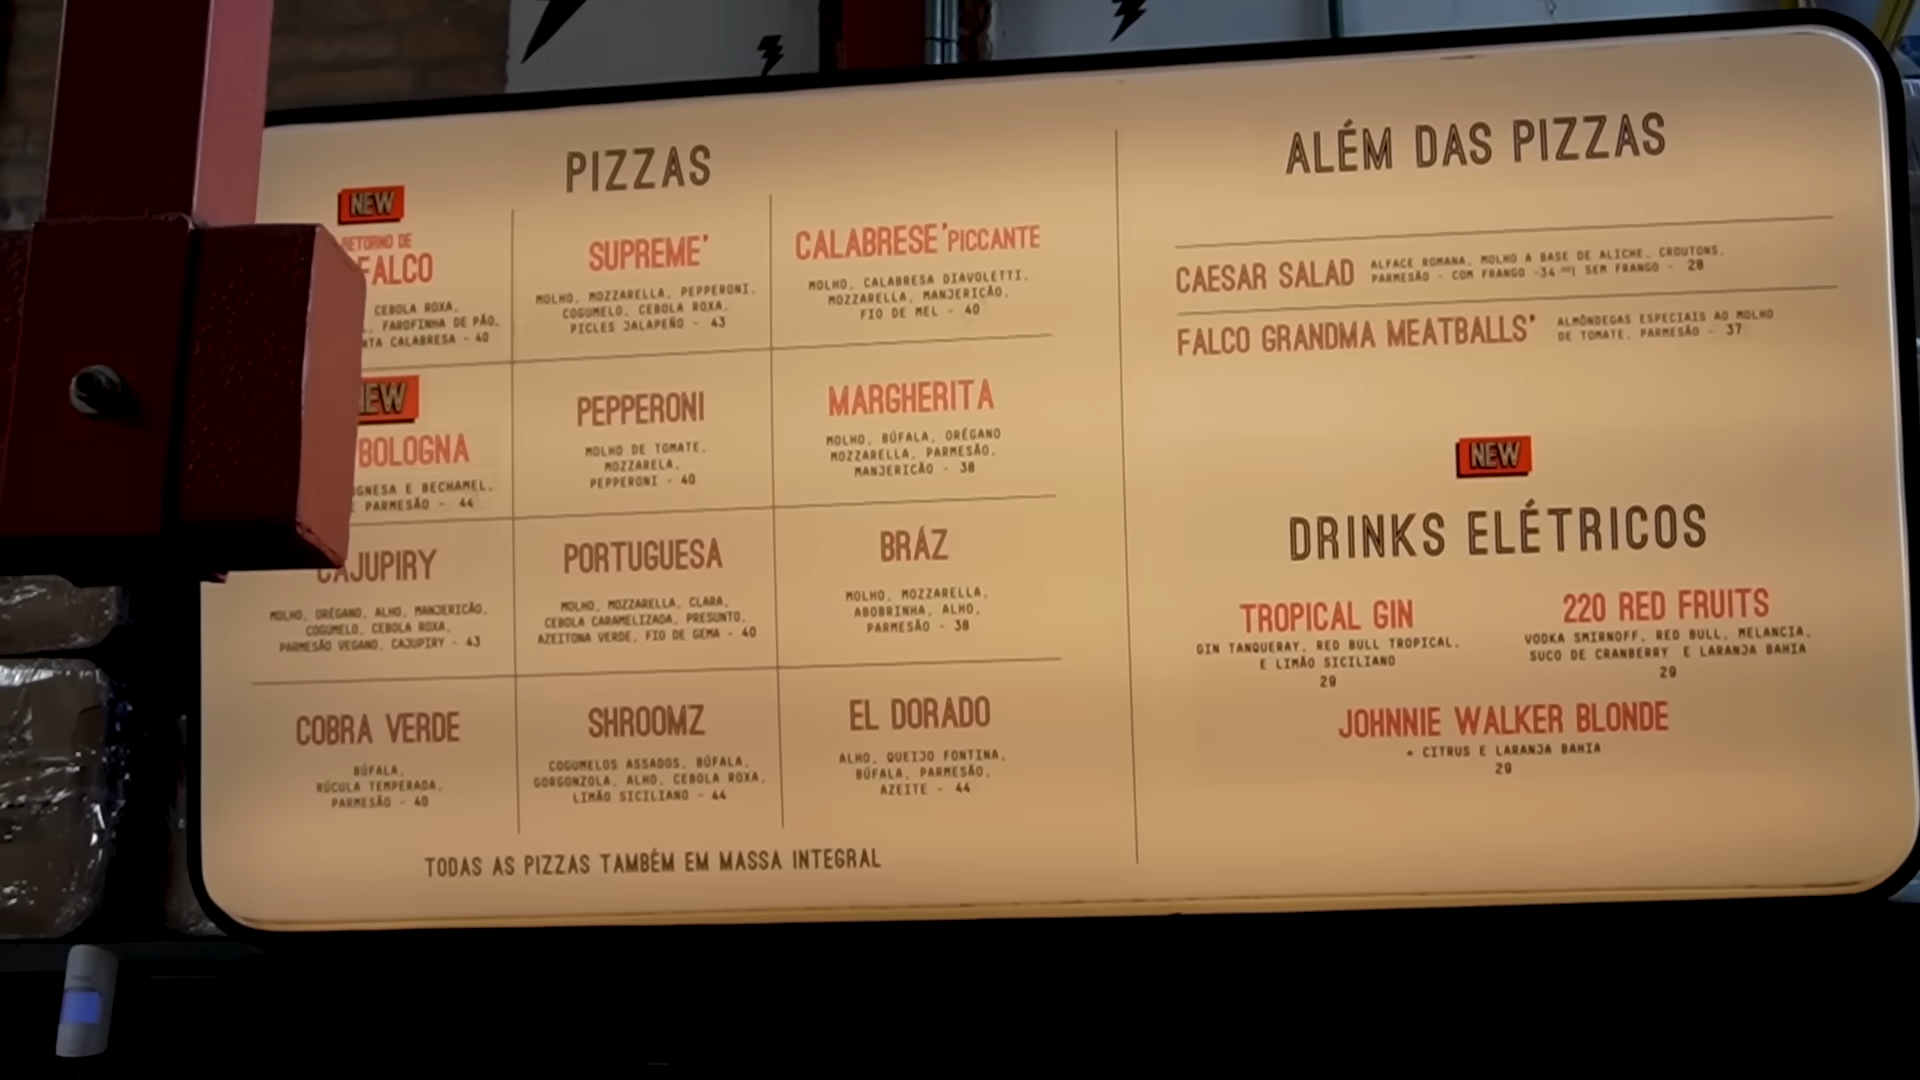 PIZZAS
NEW
RETORNO DE
FALCO
CEBOLA ROXA,
FAROFINHA DE PÃO,
CALABRESA - 40
SUPREME'
MOLHO, MOZZARELLA, PEPPERONI,
COGUMELO, CEBOLA ROXA,
PICLES JALAPEÑO - 43
CALABRESE'PICCANTE
MOLHO, CALABRESA DIAVOLETTI,
MOZZARELLA, MANJERICÃO,
FIO DE MEL - 40
NEW
BOLOGNA
E BECHAMEL,
PARMESÃO - 44
PEPPERONI
MOLHO DE TOMATE,
MOZZARELA,
PEPPERONI - 40
MARGHERITA
MOLHO, BÚFALA, ORÉGANO
MOZZARELLA, PARMESÃO,
MANJERICÃO - 38
CAJUPIRY
MOLHO, ORÉGANO, ALHO, MANJERICÃO,
COGUMELO, CEBOLA ROXA,
PARMESÃO VEGANO, CAJUPIRY - 43
PORTUGUESA
MOLHO, MOZZARELLA, CLARA,
CEBOLA CARAMELIZADA, PRESUNTO,
AZEITONA VERDE, FIO DE GEMA - 40
BRÁZ
MOLHO, MOZZARELLA,
ABOBRINHA, ALHO,
PARMESÃO - 38
COBRA VERDE
BÚFALA,
RÚCULA TEMPERADA,
PARMESÃO - 40
SHROOMZ
COGUMELOS ASSADOS, BÚFALA,
GORGONZOLA, ALHO, CEBOLA ROXA,
LIMÃO SICILIANO - 44
EL DORADO
ALHO, QUEIJO FONTINA,
BÚFALA, PARMESÃO,
AZEITE - 44
TODAS AS PIZZAS TAMBÉM EM MASSA INTEGRAL
ALÉM DAS PIZZAS
CAESAR SALAD
ALFACE ROMANA, MOLHO A BASE DE ALICHE, CROUTONS,
PARMESÃO - COM FRANGO -34 | SEM FRANGO - 28
FALCO GRANDMA MEATBALLS'
ALMÔNDEGAS ESPECIAIS AO MOLHO
DE TOMATE, PARMESÃO - 37
NEW
DRINKS ELÉTRICOS
TROPICAL GIN
GIN TANQUERAY, RED BULL TROPICAL,
E LIMÃO SICILIANO
29
220 RED FRUITS
VODKA SMIRNOFF, RED BULL, MELANCIA,
SUCO DE CRANBERRY E LARANJA BAHIA
29
JOHNNIE WALKER BLONDE
+ CITRUS E LARANJA BAHIA
29